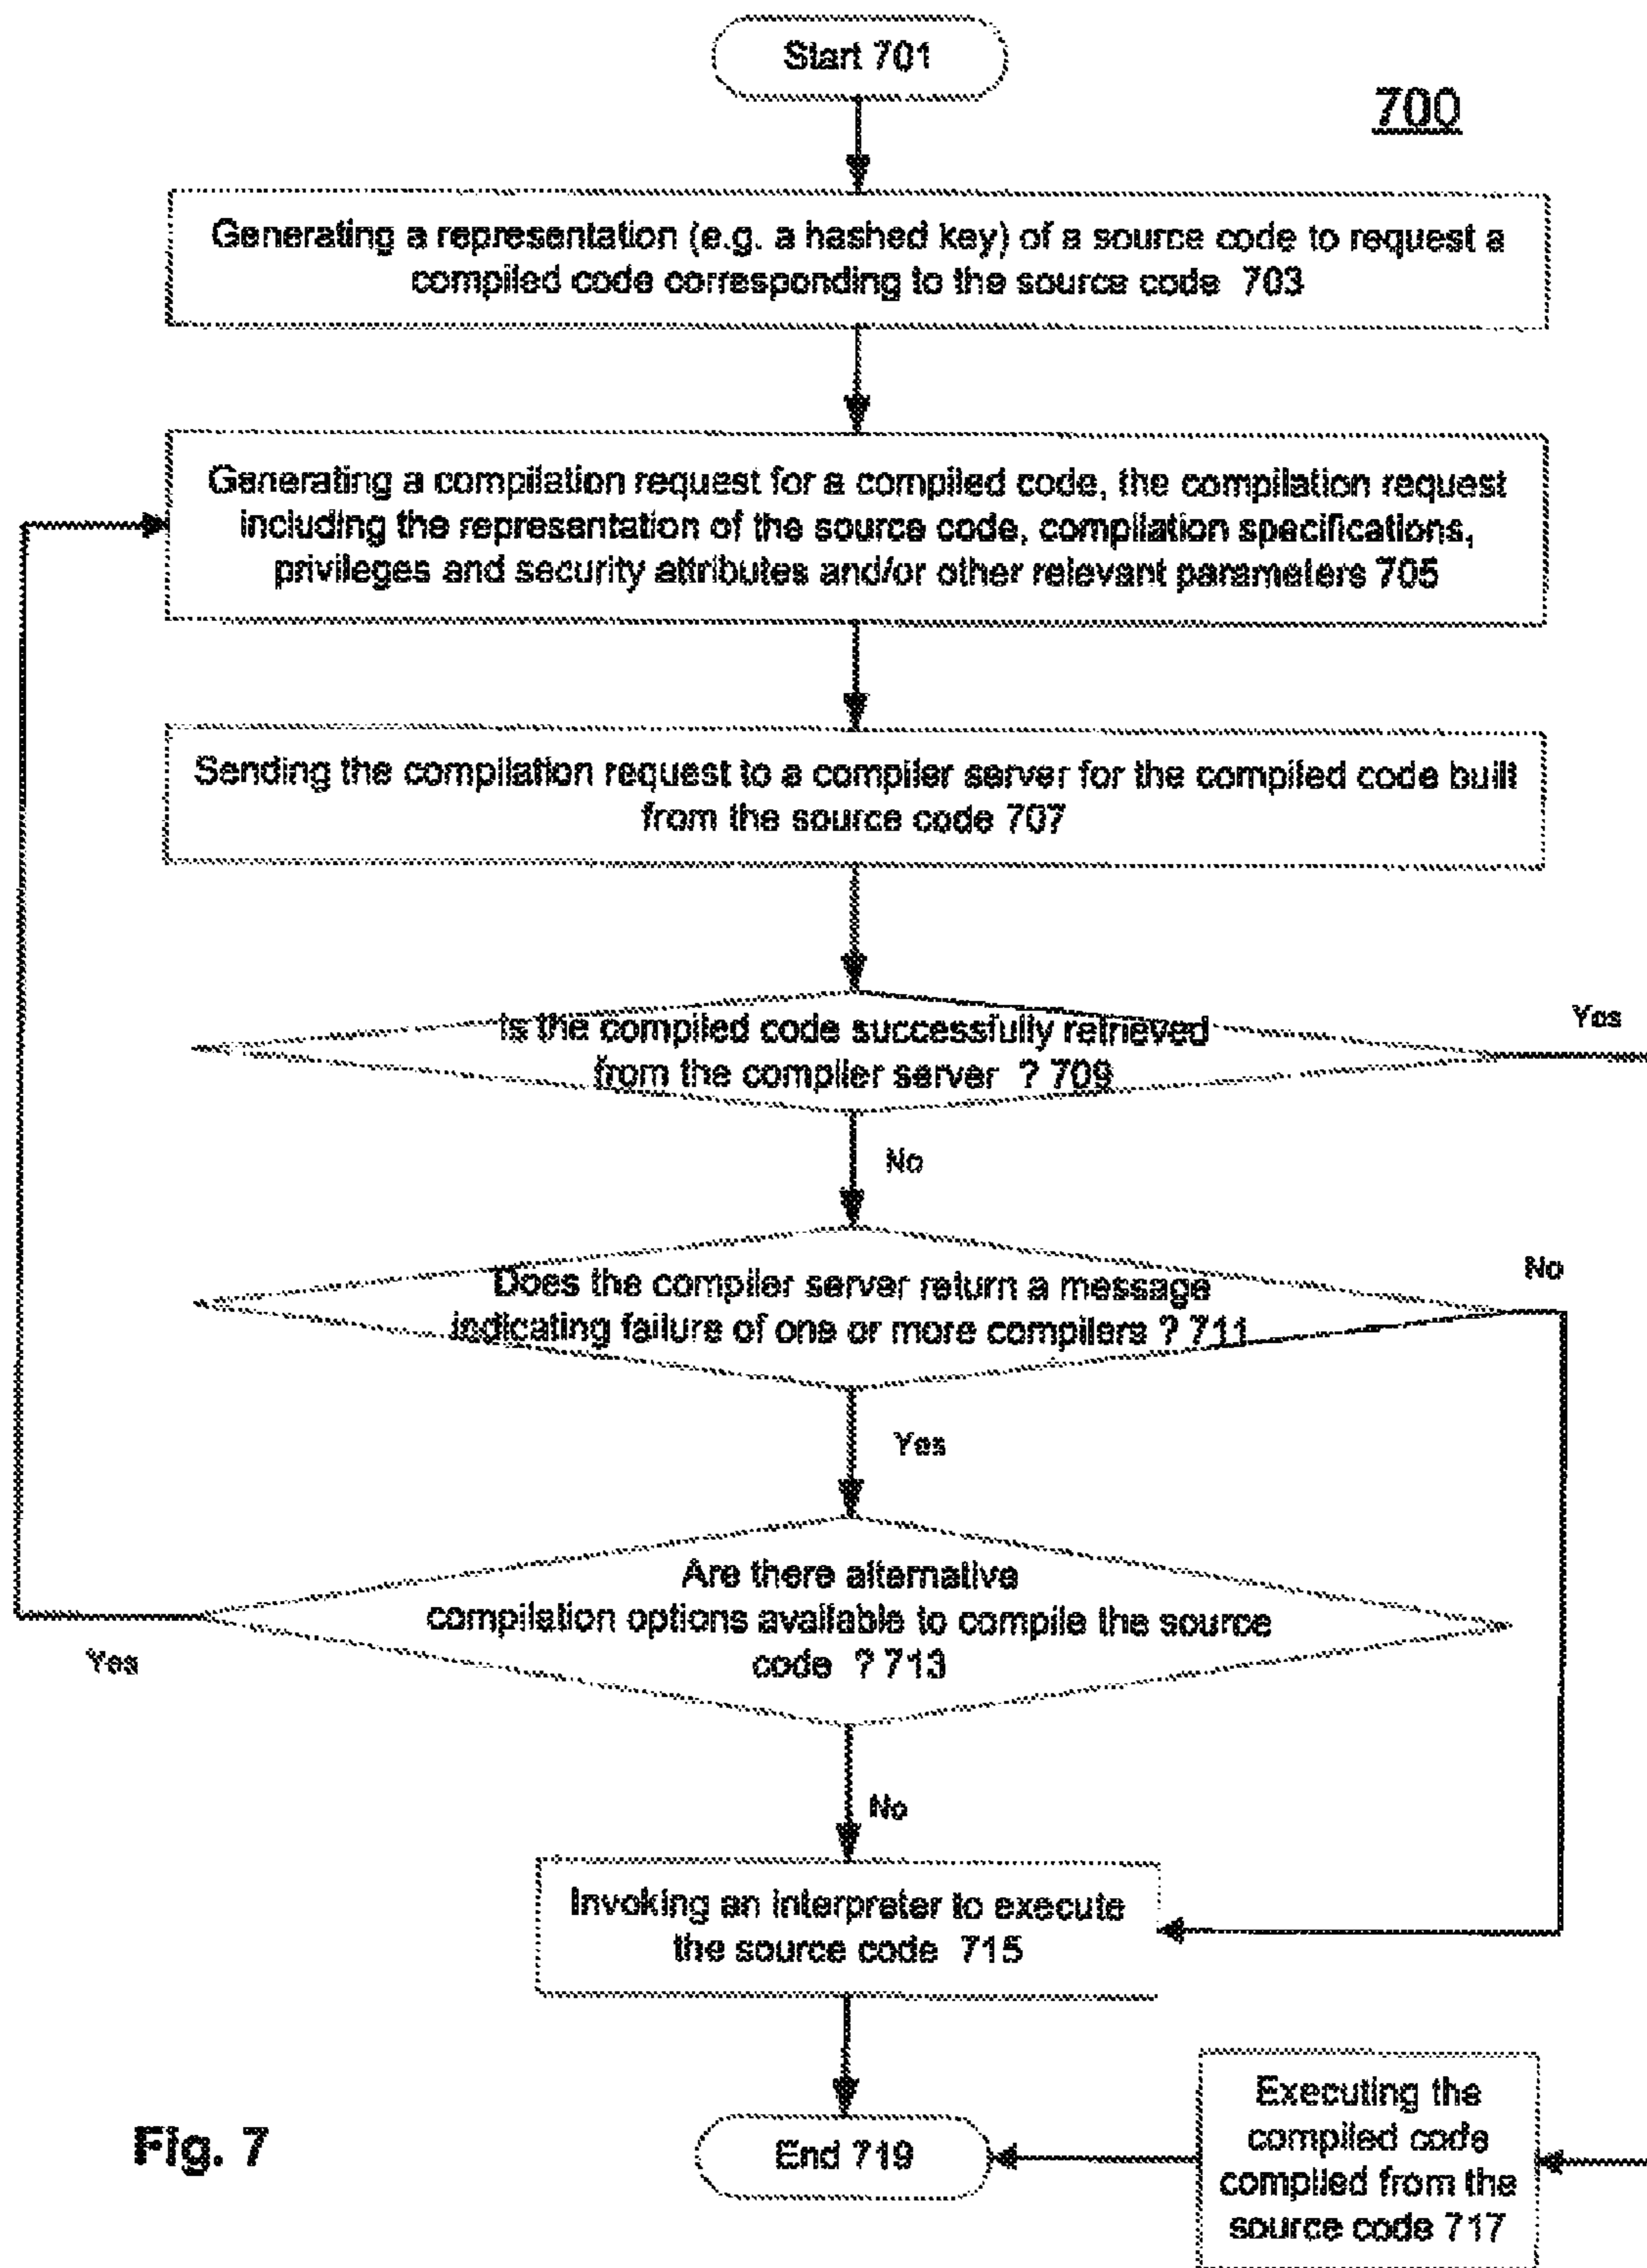 Start 701
700
Generating a representation (e.g. a hashed key) of a source code to request a
compiled code corresponding to the source code 703
Generating a compilation request for a compiled code, the compilation request
including the representation of the source code, compilation specifications,
privileges and security attributes and/or other relevant parameters 705
Sending the compilation request to a compiler server for the compiled code built
from the source code 707
Is the compiled code successfully retrieved
from the compiler server ? 709
Yes
No
Does the compiler server return a message
indicating failure of one or more compilers ? 711
No
Yes
Are there alternative
compilation options available to compile the source
code ? 713
Yes
No
Invoking an interpreter to execute
the source code 715
Executing the
compiled code
compiled from the
source code 717
End 719
Fig. 7